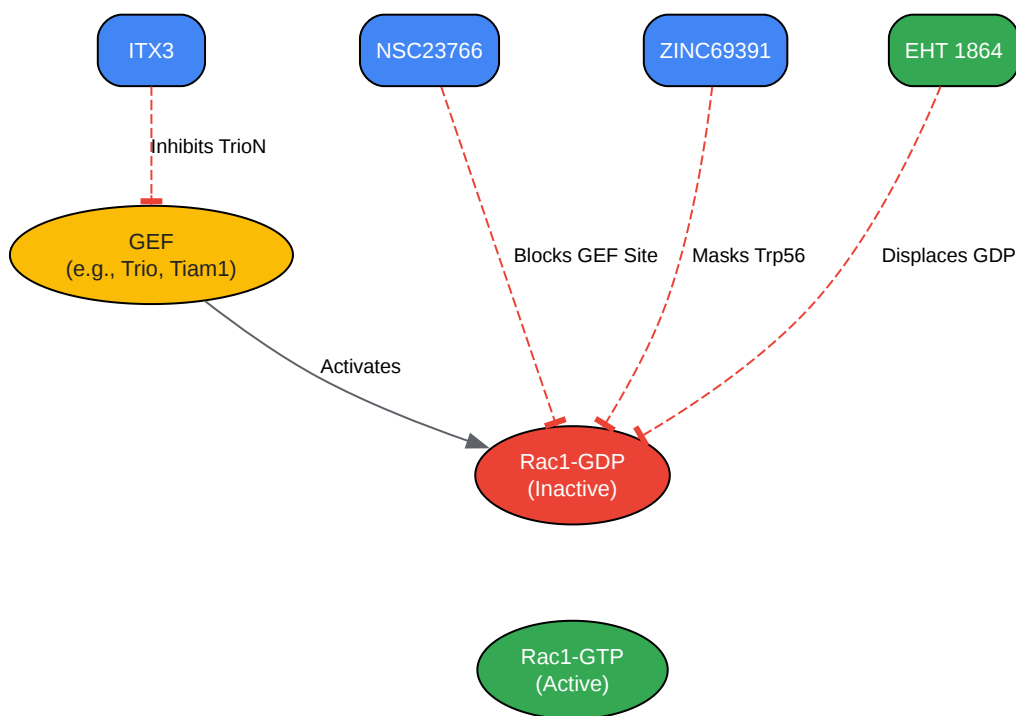 ITX3
NSC23766
ZINC69391
EHT 1864
Inhibits TrioN
GEF
(e.g., Trio, Tiam1)
Blocks GEF Site
Masks Trp56
Displaces GDP
Activates
Rac1-GDP
(Inactive)
Rac1-GTP
(Active)